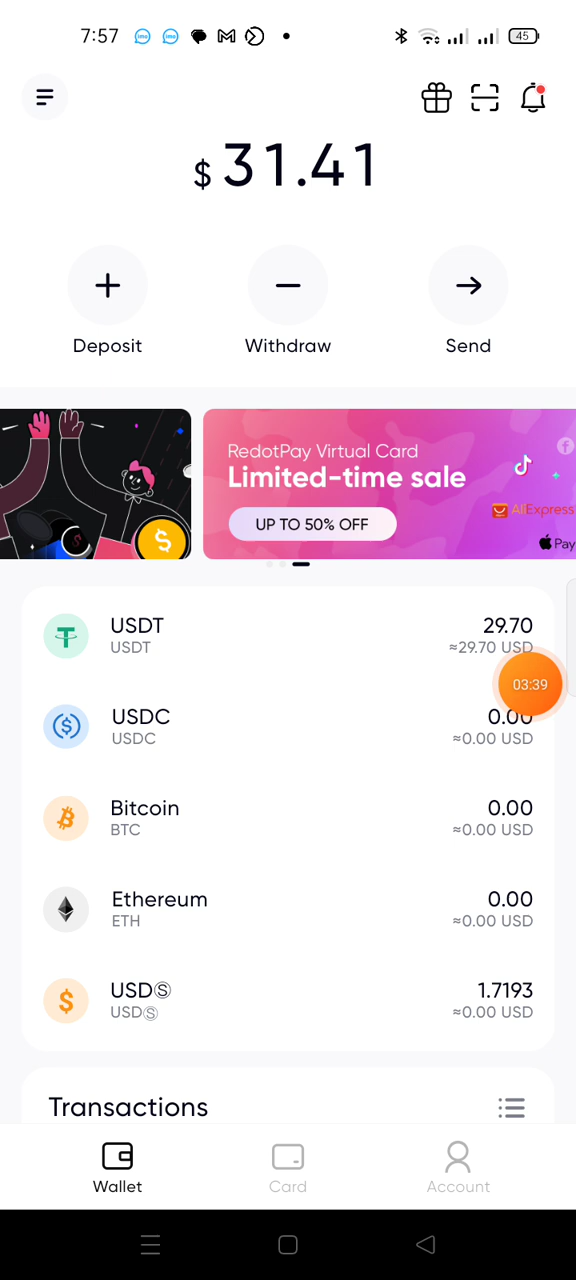 7:57
45
$ 31.41
Deposit
Withdraw
Send
RedotPay Virtual Card
Limited-time sale
UP TO 50% OFF
AliExpress
Pay
USDT
29.70
USDT
≈29.70 USD
03:39
USDC
0.00
USDC
≈0.00 USD
Bitcoin
0.00
BTC
≈0.00 USD
Ethereum
0.00
ETH
≈0.00 USD
USDⓈ
1.7193
USDⓈ
≈0.00 USD
Transactions
Wallet
Card
Account